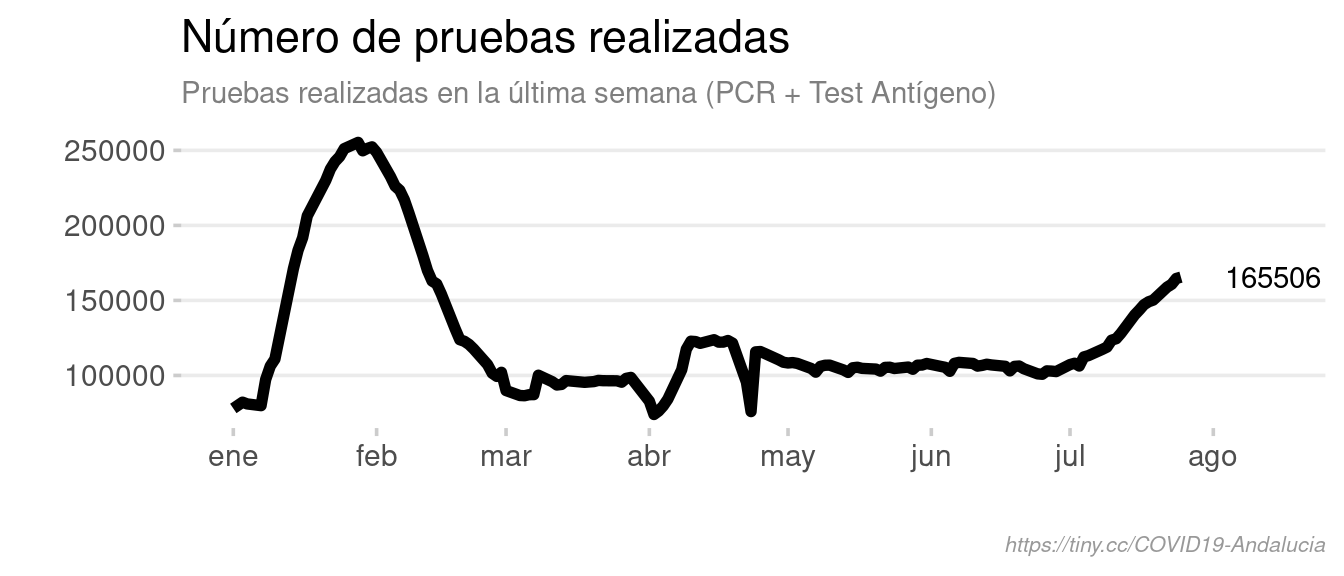 Número de pruebas realizadas
Pruebas realizadas en la última semana (PCR + Test Antígeno)
250000
200000
150000
100000
165506
ene feb mar abr may jun jul ago
https://tiny.cc/COVID19-Andalucia